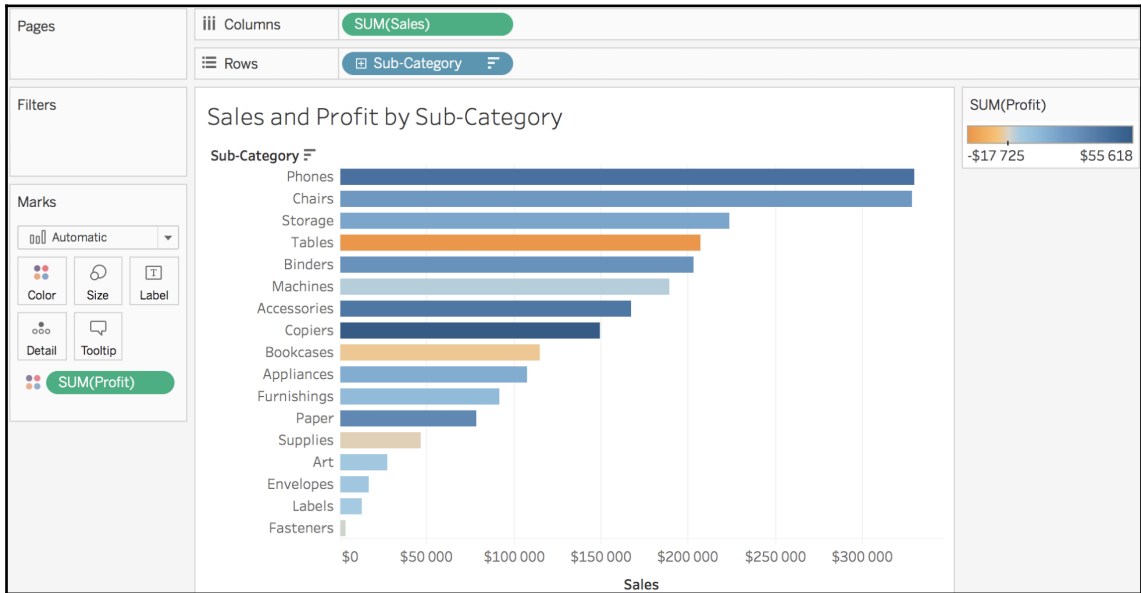 Pages
Columns
SUM(Sales)
Rows
Sub-Category
Filters
Marks
Automatic
Color
Size
T
Label
Detail
Tooltip
SUM(Profit)
Sales and Profit by Sub-Category
Sub-Category
Phones
Chairs
Storage
Tables
Binders
Machines
Accessories
Copiers
Bookcases
Appliances
Furnishings
Paper
Supplies
Art
Envelopes
Labels
Fasteners
$0 $50 000 $100 000 $150 000 $200 000 $250 000 $300 000
Sales
SUM(Profit)
-$17 725 $55 618